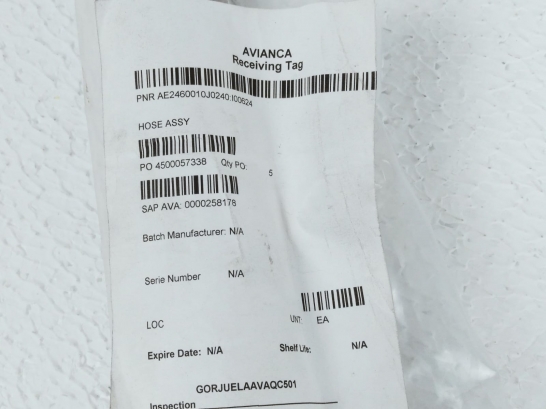 AVIANCA
Receiving Tag
PNR AE2460010J0240:I00624
HOSE ASSY
PO 4500057338 Qty PO: 5
SAP AVA: 0000258178
Batch Manufacturer: N/A
Serie Number N/A
LOC UNT: EA
Expire Date: N/A Shelf Life: N/A
GORJUELAAVAQC501
Inspection